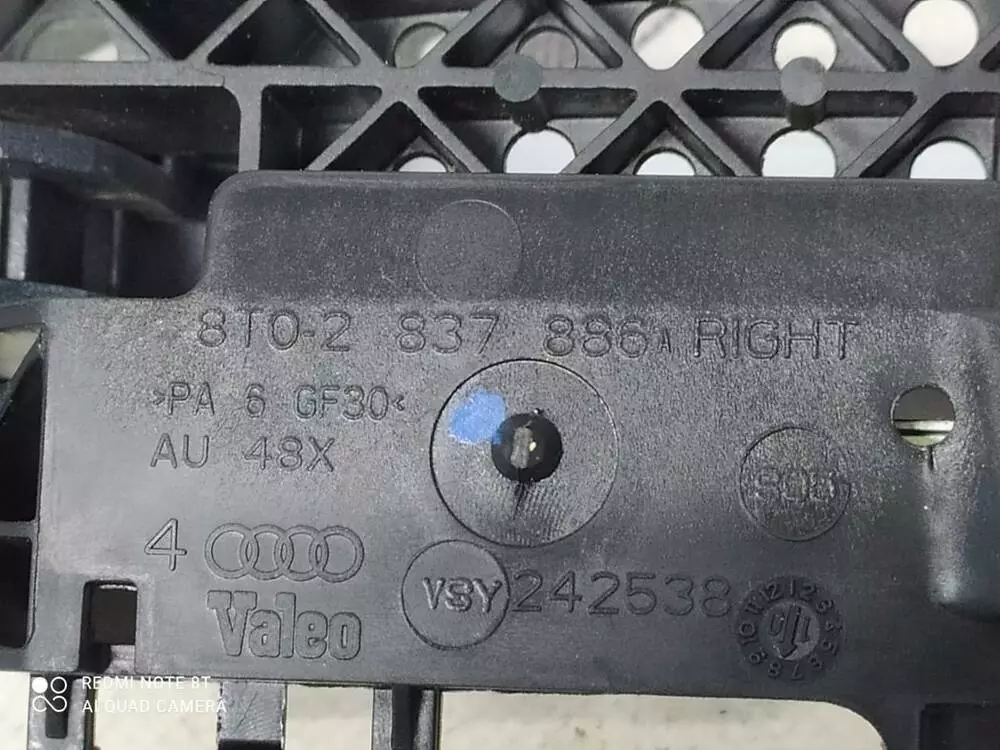 8T0-2 837 886A RIGHT
>PA 6 GF30<
AU 48X
4
Valeo
VSY 242538
REDMI NOTE 8T
AI QUAD CAMERA